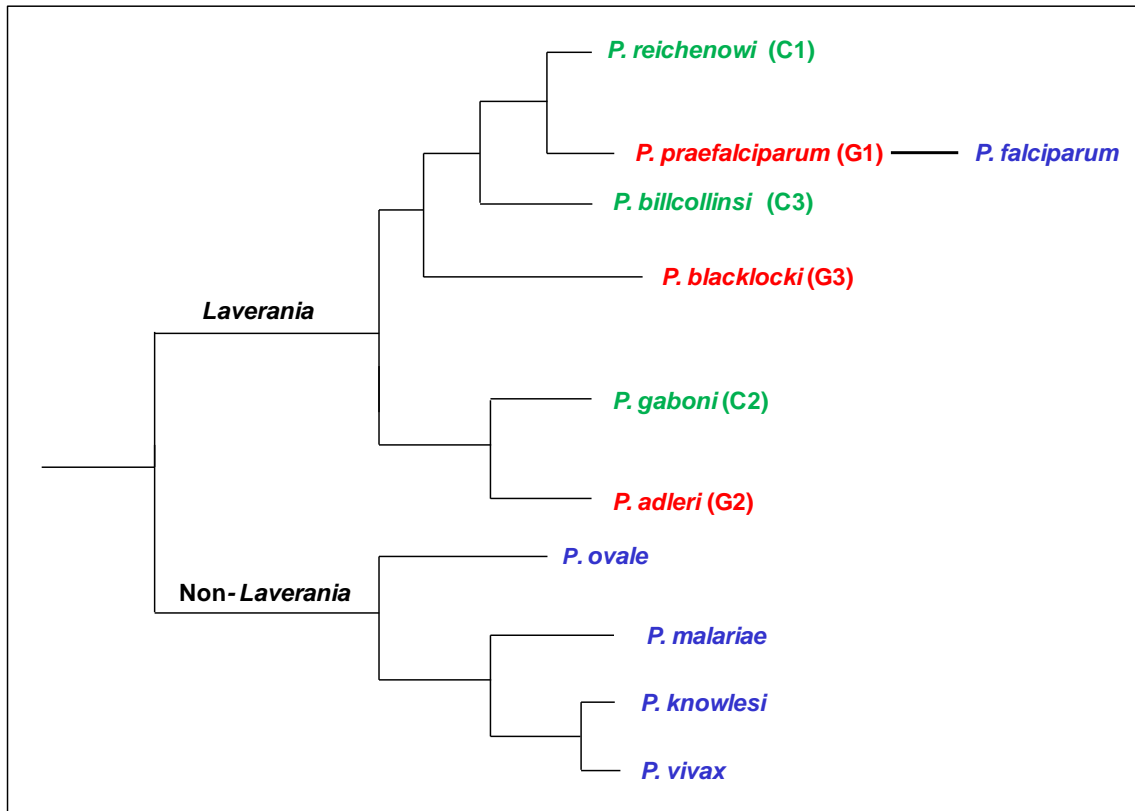 P. reichenowi (C1)
P. praefalciparum (G1) P. falciparum
P. billcollinsi (C3)
P. blacklocki (G3)
Laverania
P. gaboni (C2)
P. adleri (G2)
P. ovale
Non-Laverania
P. malariae
P. knowlesi
P. vivax